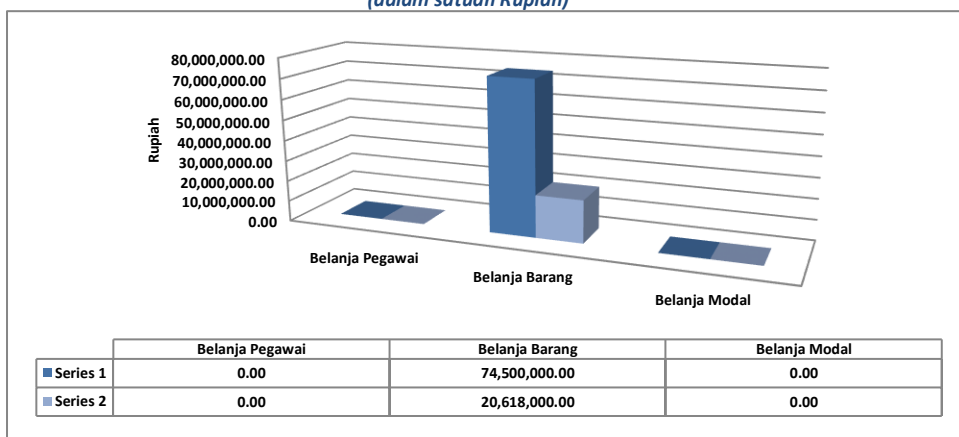 (dalam satuan Rupiah)
80,000,000.00
70,000,000.00
60,000,000.00
50,000,000.00
40,000,000.00
30,000,000.00
20,000,000.00
10,000,000.00
0.00
Rupiah
Belanja Pegawai
Belanja Barang
Belanja Modal
Belanja Pegawai Belanja Barang Belanja Modal
Series 1 0.00 74,500,000.00 0.00
Series 2 0.00 20,618,000.00 0.00